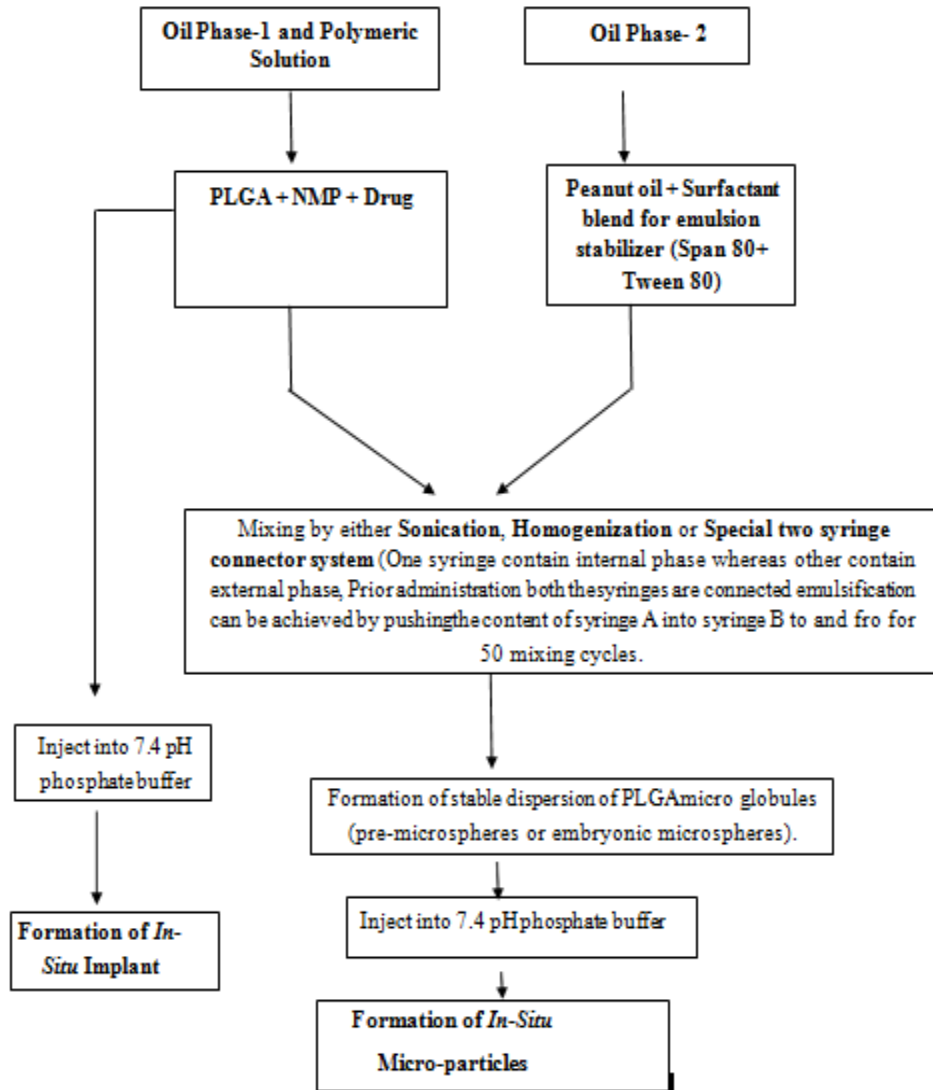 Oil Phase-1 and Polymeric
Solution
Oil Phase- 2
PLGA + NMP + Drug
Peanut oil + Surfactant
blend for emulsion
stabilizer (Span 80+
Tween 80)
Mixing by either Sonication, Homogenization or Special two syringe
connector system (One syringe contain internal phase whereas other contain
external phase, Prior administration both thesyringes are connected emulsification
can be achieved by pushingthe content of syringe A into syringe B to and fro for
50 mixing cycles.
Inject into 7.4 pH
phosphate buffer
Formation of stable dispersion of PLGAmicro globules
(pre-microspheres or embryonic microspheres).
Inject into 7.4 pH phosphate buffer
Formation of In-
Situ Implant
Formation of In-Situ
Micro-particles